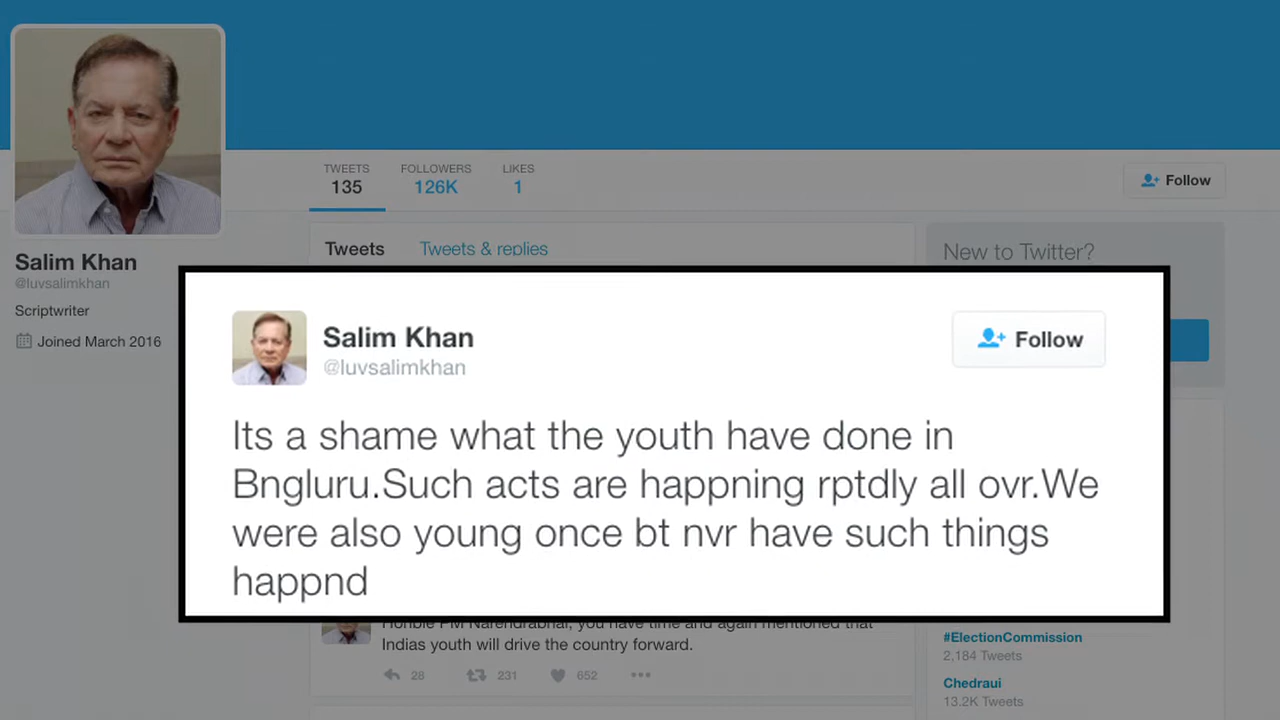 TWEETS FOLLOWERS LIKES
135 126K 1
Follow
Tweets Tweets & replies
New to Twitter?
Salim Khan
@luvsalimkhan
Scriptwriter
Joined March 2016
Salim Khan
@luvsalimkhan
Follow
Its a shame what the youth have done in
Bngluru.Such acts are happning rptdly all ovr.We
were also young once bt nvr have such things
happnd
Honble PM Narendrabhai, you have time and again mentioned that
Indias youth will drive the country forward.
28 231 652
#ElectionCommission
2,184 Tweets
Chedraui
13.2K Tweets